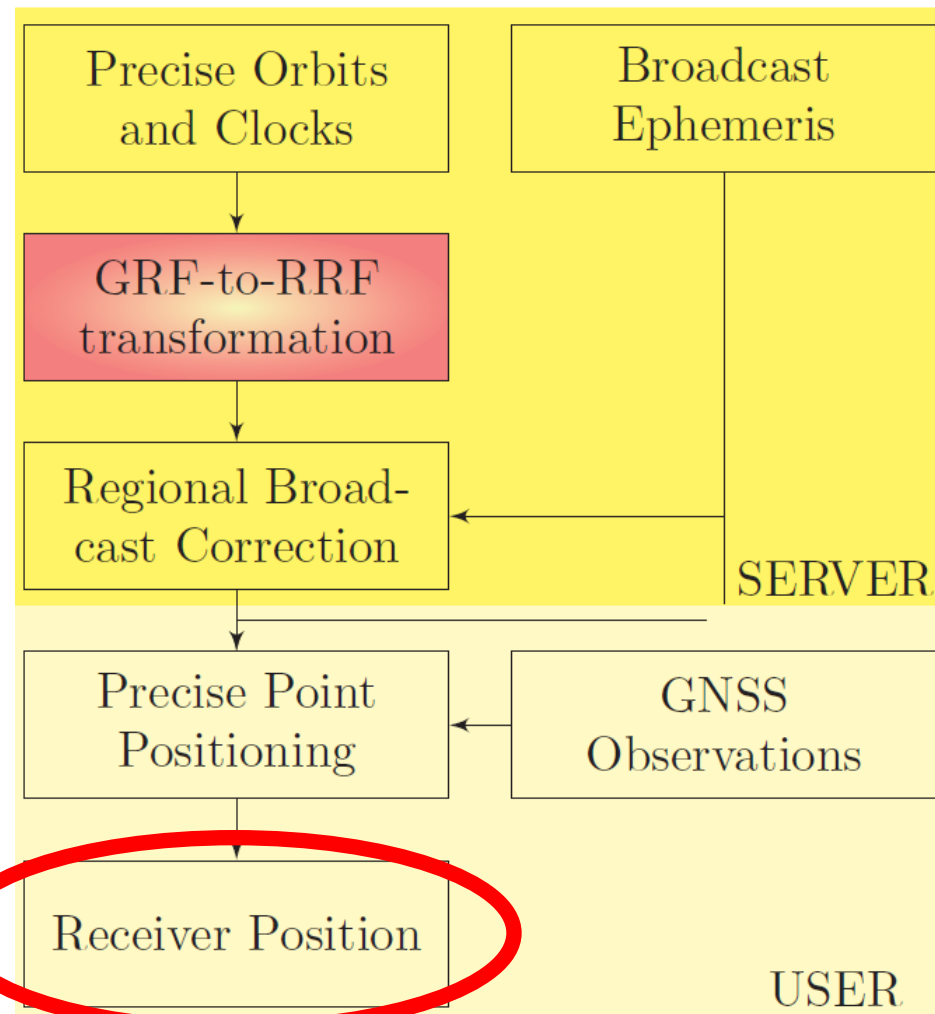 Precise Orbits
and Clocks
Broadcast
Ephemeris
GRF-to-RRF
transformation
Regional Broad-
cast Correction
SERVER
Precise Point
Positioning
GNSS
Observations
Receiver Position
USER